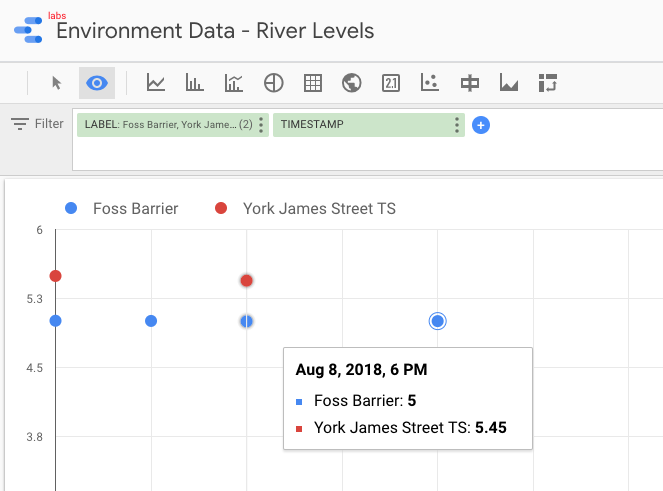 labs
Environment Data - River Levels
2.1
Filter
LABEL: Foss Barrier, York Jame... (2)
TIMESTAMP
Foss Barrier
York James Street TS
6
5.3
4.5
3.8
Aug 8, 2018, 6 PM
Foss Barrier: 5
York James Street TS: 5.45